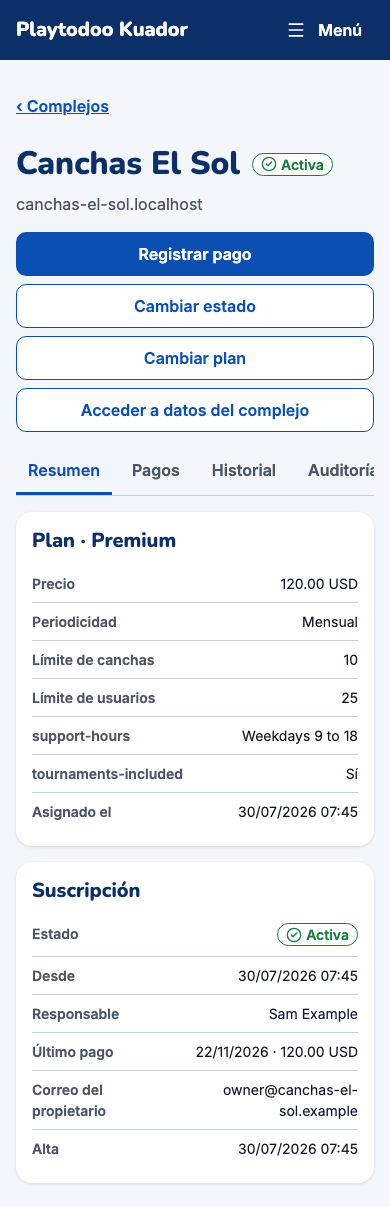 Playtodoo Kuador
Menú
‹ Complejos
Canchas El Sol
Activa
canchas-el-sol.localhost
Registrar pago
Cambiar estado
Cambiar plan
Acceder a datos del complejo
Resumen Pagos Historial Auditoría
Plan · Premium
Precio 120.00 USD
Periodicidad Mensual
Límite de canchas 10
Límite de usuarios 25
support-hours Weekdays 9 to 18
tournaments-included Sí
Asignado el 30/07/2026 07:45
Suscripción
Estado Activa
Desde 30/07/2026 07:45
Responsable Sam Example
Último pago 22/11/2026 · 120.00 USD
Correo del propietario
owner@canchas-el-sol.example
Alta 30/07/2026 07:45